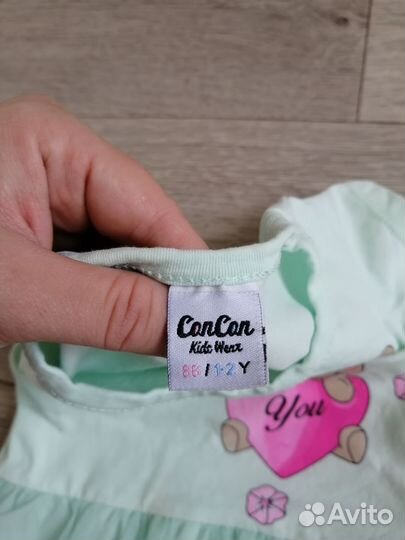 ConCon
Kids Wear
86 / 1-2 Y
You
Avito